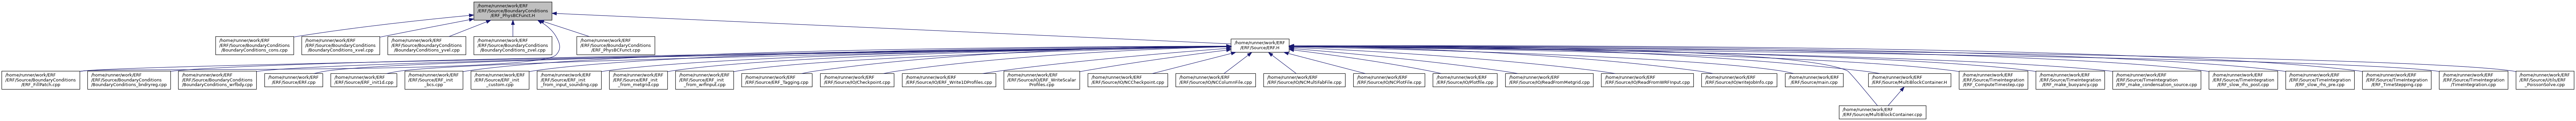 /home/runner/work/ERF
/ERF/Source/BoundaryConditions
/ERF_PhysBCFunct.H
/home/runner/work/ERF
/ERF/Source/BoundaryConditions
/BoundaryConditions_cons.cpp
/home/runner/work/ERF
/ERF/Source/BoundaryConditions
/BoundaryConditions_xvel.cpp
/home/runner/work/ERF
/ERF/Source/BoundaryConditions
/BoundaryConditions_yvel.cpp
/home/runner/work/ERF
/ERF/Source/BoundaryConditions
/BoundaryConditions_zvel.cpp
/home/runner/work/ERF
/ERF/Source/BoundaryConditions
/ERF_PhysBCFunct.cpp
/home/runner/work/ERF
/ERF/Source/ERF.H
/home/runner/work/ERF
/ERF/Source/BoundaryConditions
/ERF_FillPatch.cpp
/home/runner/work/ERF
/ERF/Source/BoundaryConditions
/BoundaryConditions_bndryreg.cpp
/home/runner/work/ERF
/ERF/Source/BoundaryConditions
/BoundaryConditions_wrfbdy.cpp
/home/runner/work/ERF
/ERF/Source/ERF.cpp
/home/runner/work/ERF
/ERF/Source/ERF_init1d.cpp
/home/runner/work/ERF
/ERF/Source/ERF_init
_bcs.cpp
/home/runner/work/ERF
/ERF/Source/ERF_init
_custom.cpp
/home/runner/work/ERF
/ERF/Source/ERF_init
_from_input_sounding.cpp
/home/runner/work/ERF
/ERF/Source/ERF_init
_from_metgrid.cpp
/home/runner/work/ERF
/ERF/Source/ERF_init
_from_wrfinput.cpp
/home/runner/work/ERF
/ERF/Source/ERF_Tagging.cpp
/home/runner/work/ERF
/ERF/Source/IO/Checkpoint.cpp
/home/runner/work/ERF
/ERF/Source/IO/ERF_Write1DProfiles.cpp
/home/runner/work/ERF
/ERF/Source/IO/ERF_WriteScalar
Profiles.cpp
/home/runner/work/ERF
/ERF/Source/IO/NCCheckpoint.cpp
/home/runner/work/ERF
/ERF/Source/IO/NCColumnFile.cpp
/home/runner/work/ERF
/ERF/Source/IO/NCMultiFabFile.cpp
/home/runner/work/ERF
/ERF/Source/IO/NCPlotFile.cpp
/home/runner/work/ERF
/ERF/Source/IO/Plotfile.cpp
/home/runner/work/ERF
/ERF/Source/IO/ReadFromMetgrid.cpp
/home/runner/work/ERF
/ERF/Source/IO/ReadFromWRFInput.cpp
/home/runner/work/ERF
/ERF/Source/IO/writeJobInfo.cpp
/home/runner/work/ERF
/ERF/Source/main.cpp
/home/runner/work/ERF
/ERF/Source/MultiBlockContainer.H
/home/runner/work/ERF
/ERF/Source/TimeIntegration
/ERF_ComputeTimestep.cpp
/home/runner/work/ERF
/ERF/Source/TimeIntegration
/ERF_make_buoyancy.cpp
/home/runner/work/ERF
/ERF/Source/TimeIntegration
/ERF_make_condensation_source.cpp
/home/runner/work/ERF
/ERF/Source/TimeIntegration
/ERF_slow_rhs_post.cpp
/home/runner/work/ERF
/ERF/Source/TimeIntegration
/ERF_slow_rhs_pre.cpp
/home/runner/work/ERF
/ERF/Source/TimeIntegration
/ERF_TimeStepping.cpp
/home/runner/work/ERF
/ERF/Source/TimeIntegration
/TimeIntegration.cpp
/home/runner/work/ERF
/ERF/Source/Utils/ERF
_PoissonSolve.cpp
/home/runner/work/ERF
/ERF/Source/MultiBlockContainer.cpp